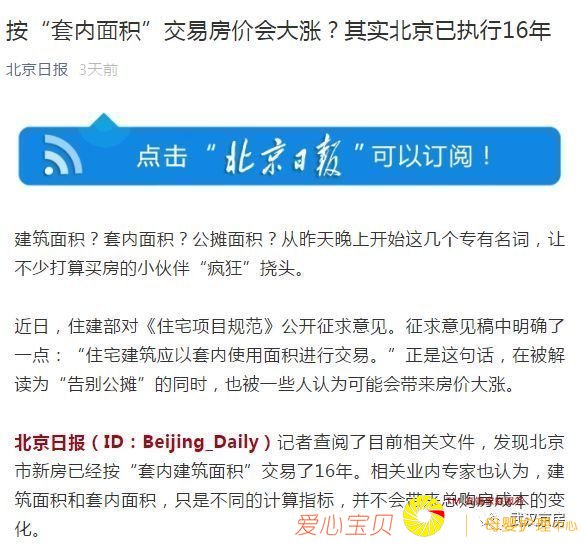 按“套内面积”交易房价会大涨？其实北京已执行16年
北京日报 3天前
点击“北京日报”可以订阅！
建筑面积？套内面积？公摊面积？从昨天晚上开始这几个专有名词，让
不少打算买房的小伙伴“疯狂”挠头。
近日，住建部对《住宅项目规范》公开征求意见。征求意见稿中明确了
一点：“住宅建筑应以套内使用面积进行交易。”正是这句话，在被解
读为“告别公摊”的同时，也被一些人认为可能会带来房价大涨。
北京日报（ID：Beijing_Daily）记者查阅了目前相关文件，发现北京
市新房已经按“套内建筑面积”交易了16年。相关业内专家也认为，建
筑面积和套内面积，只是不同的计算指标，并不会带来总购房成本的变
化。
爱心宝贝
母婴护理中心
武汉买房